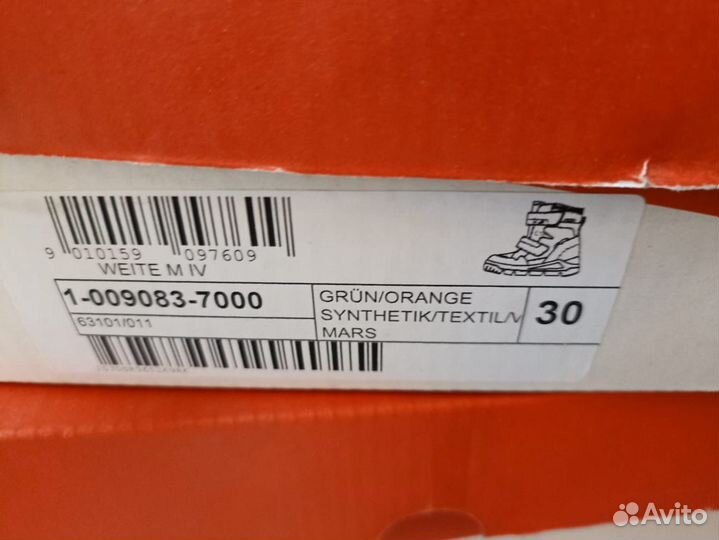 9 010159 097609
WEITE M IV
1-009083-7000
63101/011
GRÜN/ORANGE
SYNTHETIK/TEXTIL/V
MARS
30
Avito